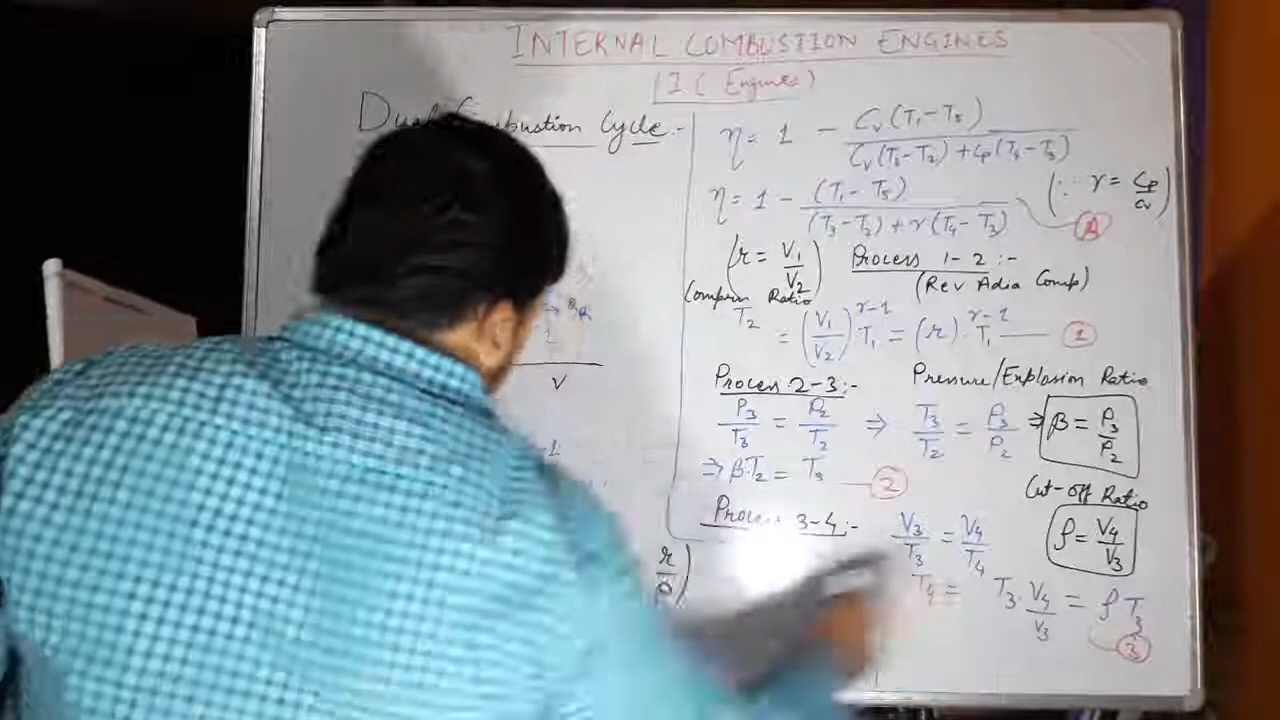 INTERNAL COMBUSTION ENGINES
(I C Engines)
Dual Combustion Cycle:-
V
η = 1 - Cv(T1-T5) / Cv(T3-T2)+Cp(T4-T3)
η = 1 - (T1-T5) / (T3-T2)+γ(T4-T3) A (∵ γ = Cp/Cv)
(r = V1/V2) Process 1-2:-
(Rev Adia Comp)
Compem Ratio
T2 = (V1/V2)^γ-1 · T1 = (r)^γ-1 · T1 1
Process 2-3:- Pressure/Explosion Ratio
P3/T3 = P2/T2 ⇒ T3/T2 = P3/P2 ⇒ β = P3/P2
⇒ β·T2 = T3 2
Cut-off Ratio
Process 3-4:- V3/T3 = V4/T4 ρ = V4/V3
r/ρ)
T4 = T3·V4/V3 = ρ T3
3